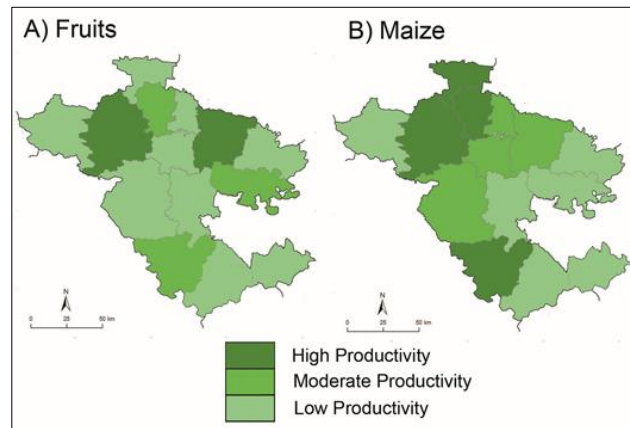 A) Fruits
B) Maize
N
0 25 50 km
N
0 25 50 km
High Productivity
Moderate Productivity
Low Productivity